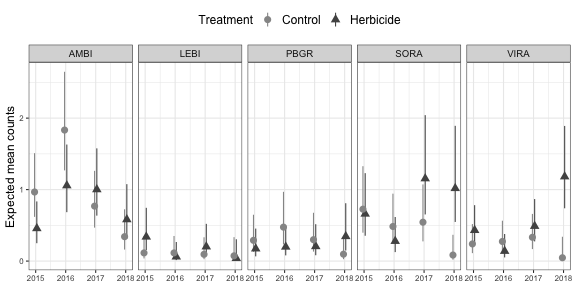 Treatment Control Herbicide
AMBI LEBI PBGR SORA VIRA
Expected mean counts
2
1
0
2015 2016 2017 2018 2015 2016 2017 2018 2015 2016 2017 2018 2015 2016 2017 2018 2015 2016 2017 2018